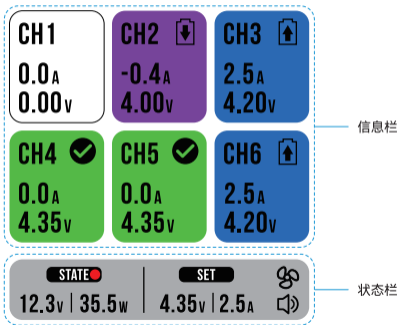 CH1
0.0A
0.00V
CH2
-0.4A
4.00V
CH3
2.5A
4.20V
信息栏
CH4
0.0A
4.35V
CH5
0.0A
4.35V
CH6
2.5A
4.20V
STATE
12.3V | 35.5W
SET
4.35V | 2.5A
状态栏